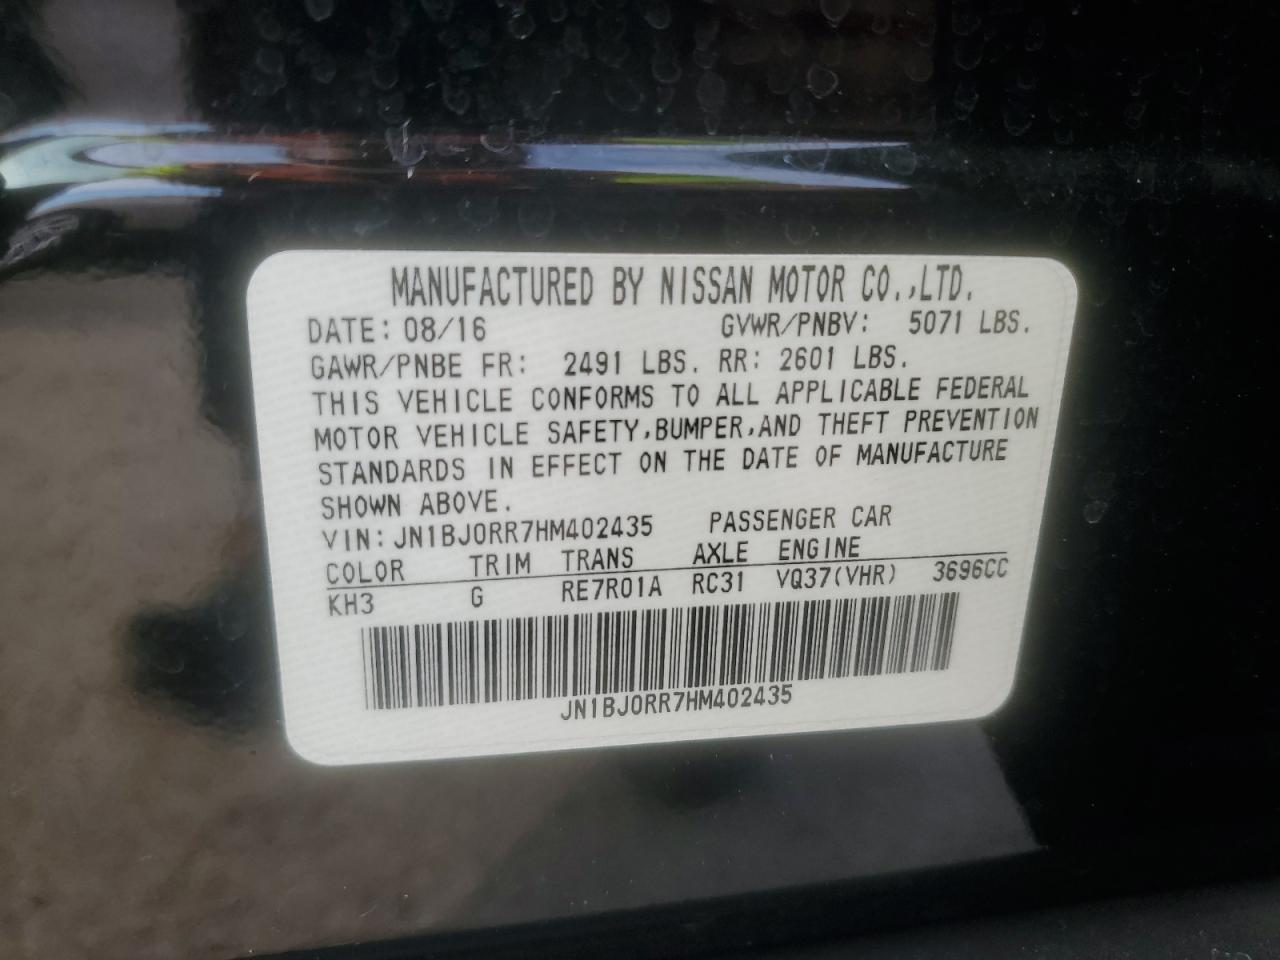 MANUFACTURED BY NISSAN MOTOR CO.,LTD.
DATE: 08/16 GVWR/PNBV: 5071 LBS.
GAWR/PNBE FR: 2491 LBS. RR: 2601 LBS.
THIS VEHICLE CONFORMS TO ALL APPLICABLE FEDERAL
MOTOR VEHICLE SAFETY,BUMPER,AND THEFT PREVENTION
STANDARDS IN EFFECT ON THE DATE OF MANUFACTURE
SHOWN ABOVE.
VIN: JN1BJ0RR7HM402435 PASSENGER CAR
COLOR TRIM TRANS AXLE ENGINE
KH3 G RE7R01A RC31 VQ37(VHR) 3696CC
JN1BJ0RR7HM402435